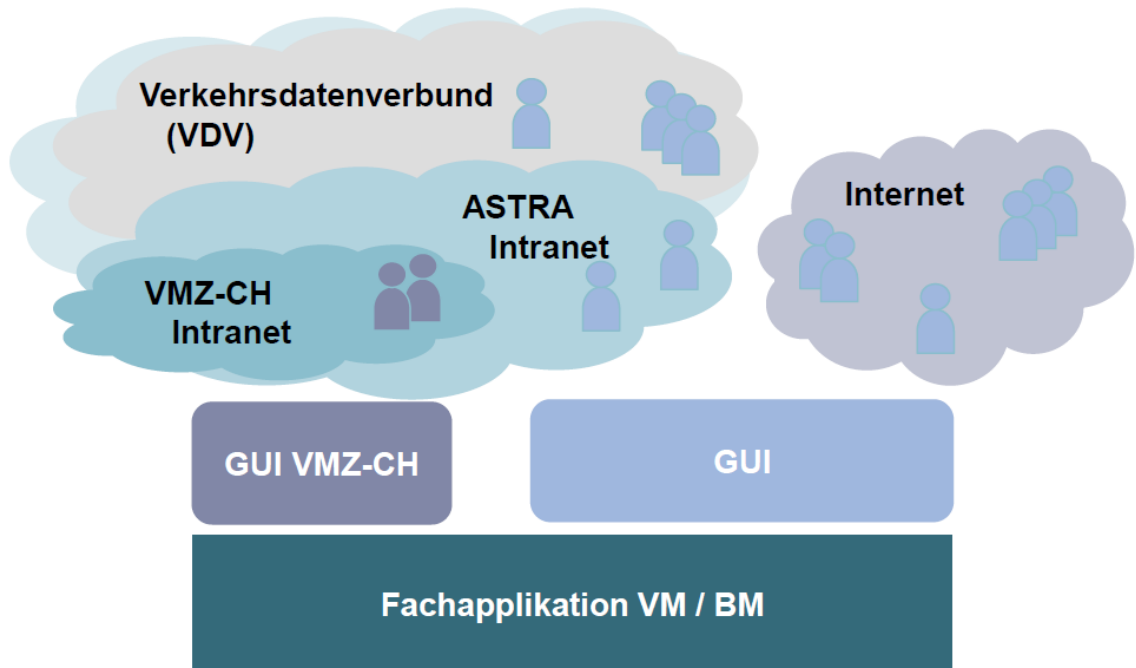 Verkehrsdatenverbund
(VDV)
ASTRA
Intranet
Internet
VMZ-CH
Intranet
GUI VMZ-CH
GUI
Fachapplikation VM / BM